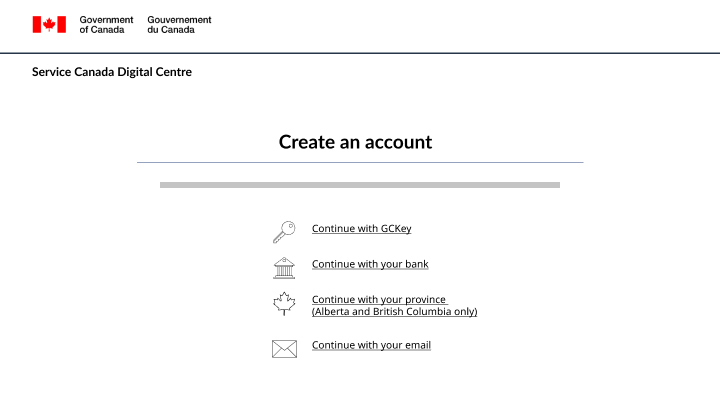 Government Gouvernement
of Canada du Canada
Service Canada Digital Centre
Create an account
Continue with GCKey
Continue with your bank
Continue with your province
(Alberta and British Columbia only)
Continue with your email